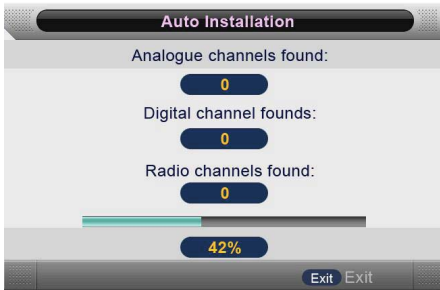 Auto Installation
Analogue channels found:
0
Digital channel founds:
0
Radio channels found:
0
42%
Exit Exit